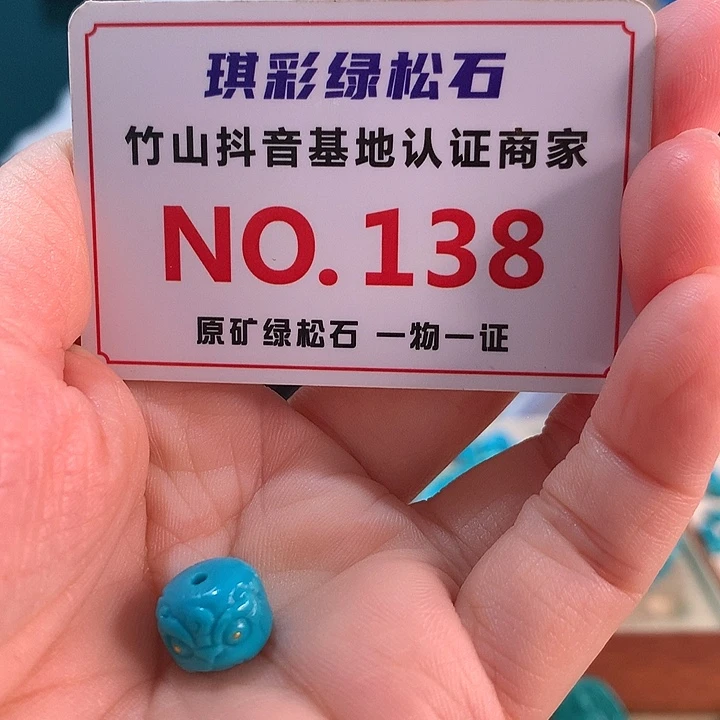 琪彩绿松石
竹山抖音基地认证商家
NO.138
原矿绿松石 一物一证